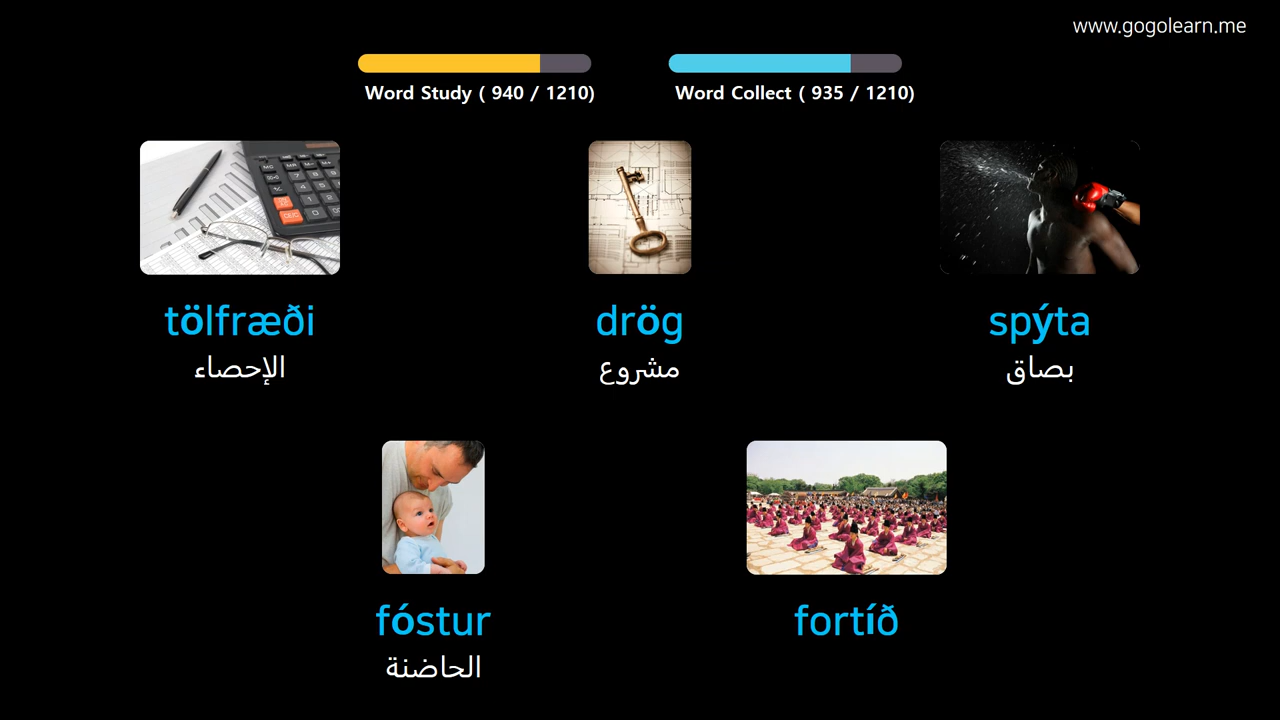 www.gogolearn.me
Word Study ( 940 / 1210)
Word Collect ( 935 / 1210)
tölfræði
الإحصاء
drög
مشروع
spýta
بصاق
fóstur
الحاضنة
fortíð